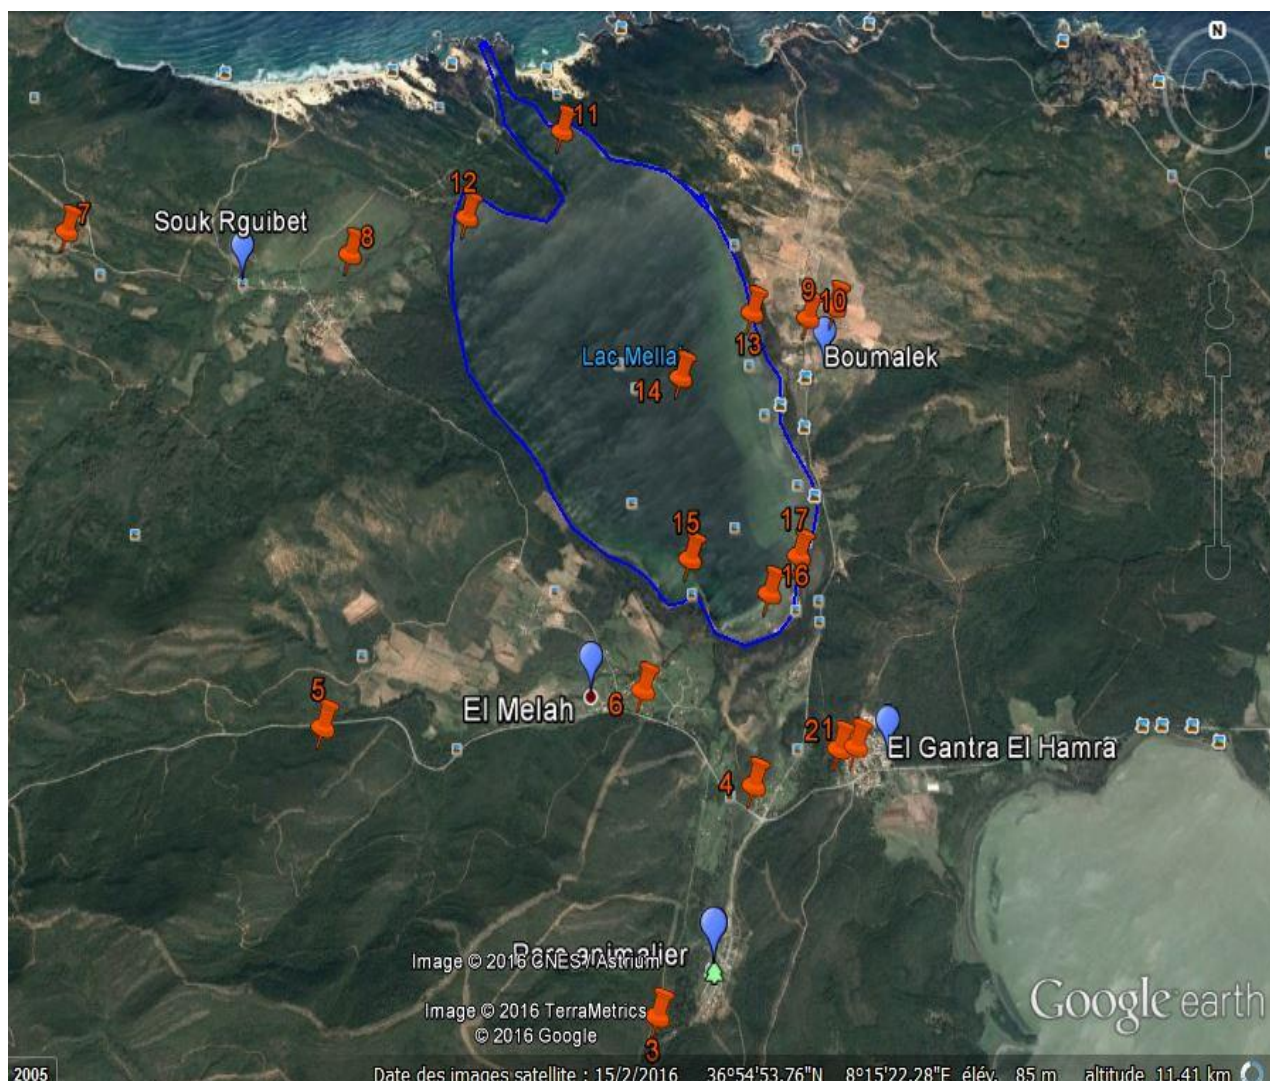 N
11
12
7
Souk Rguibet
8
9
10
13
Boumalek
Lac Mella
14
15
17
16
5
6
El Melah
21
El Gantra El Hamra
4
Parc animalier
Image © 2016 CNES / Astrium
Image © 2016 TerraMetrics
© 2016 Google
Google earth
3
2005
Date des images satellite : 15/2/2016 36°54'53.76"N 8°15'22.28"E élév. 85 m altitude 11.41 km